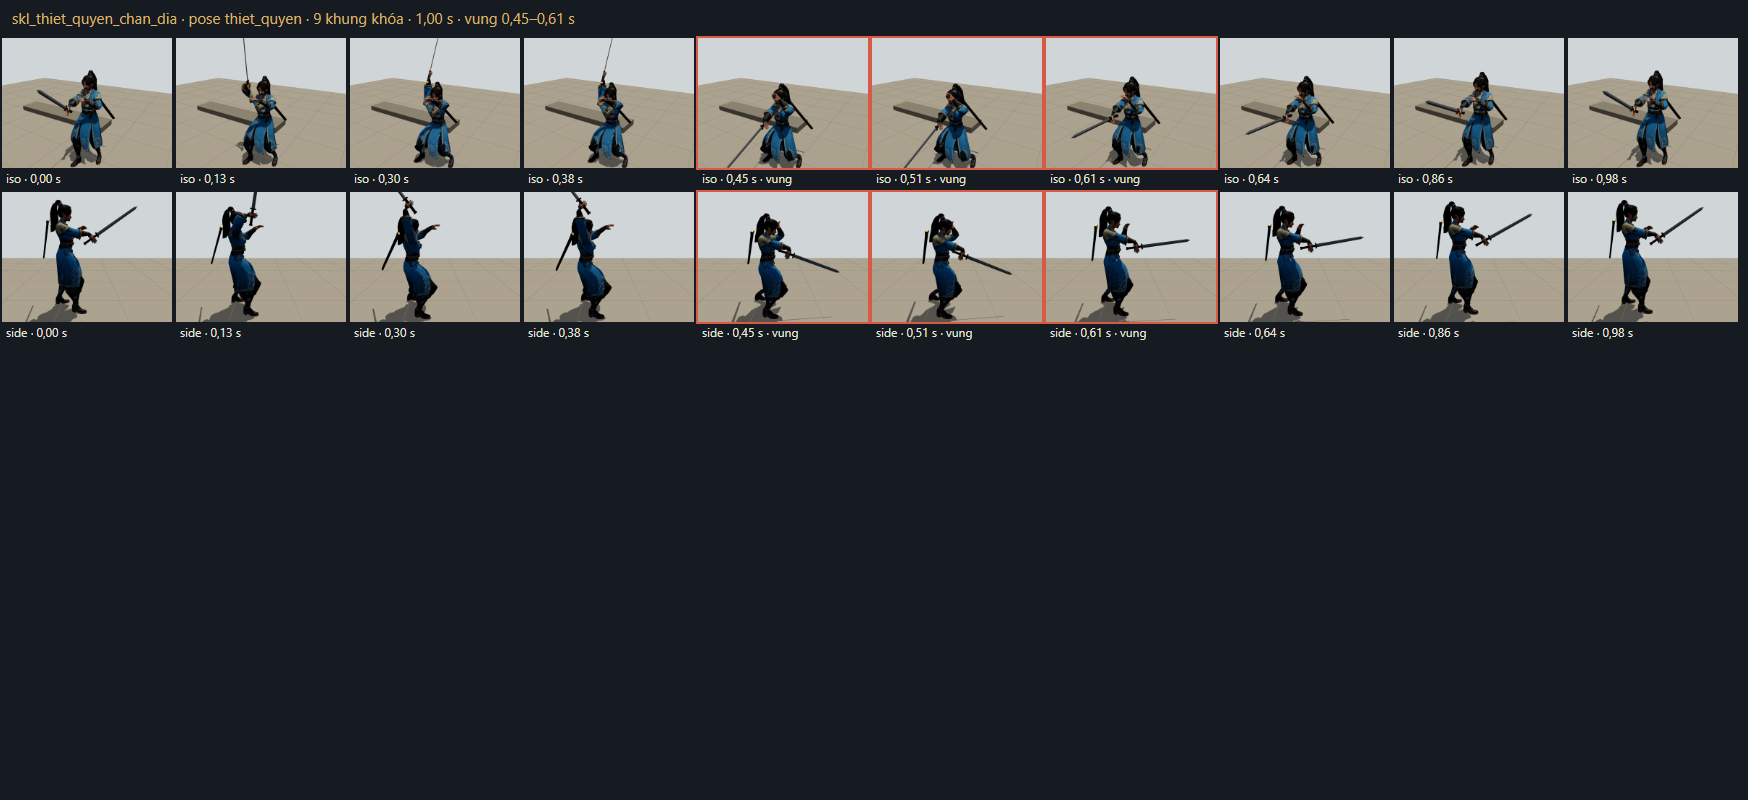 skl_thiet_quyen_chan_dia · pose thiet_quyen · 9 khung khóa · 1,00 s · vung 0,45–0,61 s
iso · 0,00 s
iso · 0,13 s
iso · 0,30 s
iso · 0,38 s
iso · 0,45 s · vung
iso · 0,51 s · vung
iso · 0,61 s · vung
iso · 0,64 s
iso · 0,86 s
iso · 0,98 s
side · 0,00 s
side · 0,13 s
side · 0,30 s
side · 0,38 s
side · 0,45 s · vung
side · 0,51 s · vung
side · 0,61 s · vung
side · 0,64 s
side · 0,86 s
side · 0,98 s